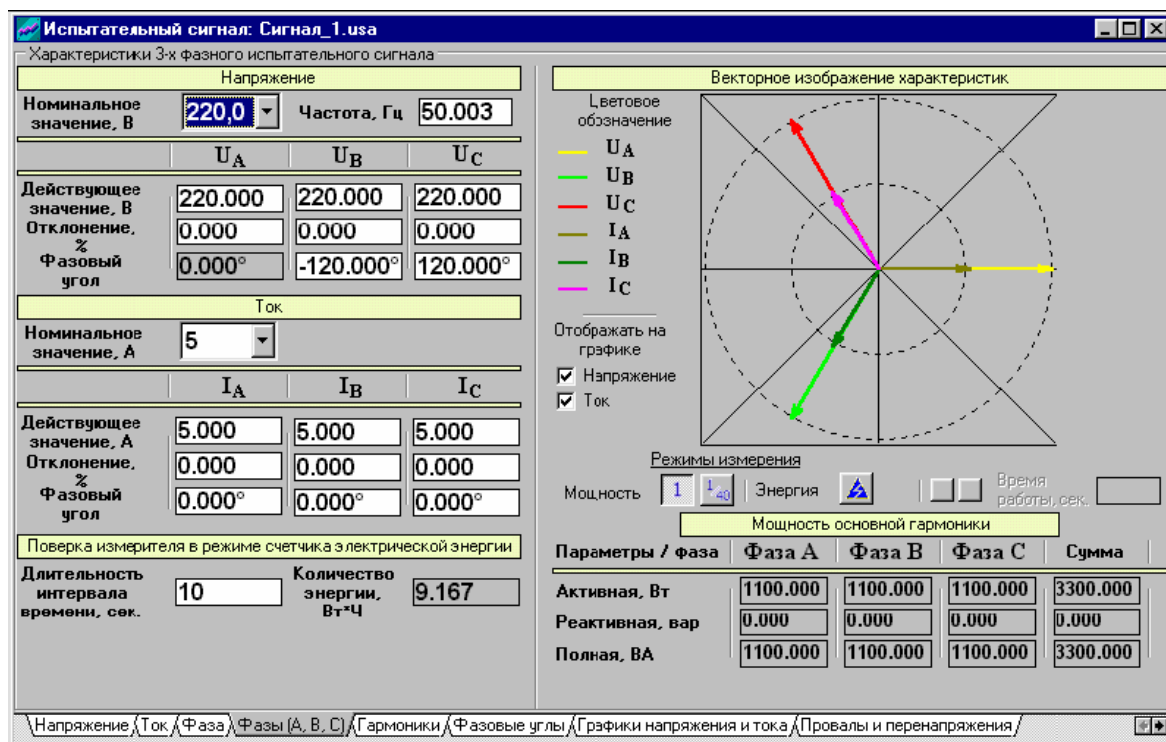 Испытательный сигнал: Сигнал_1.usa
Характеристики 3-х фазного испытательного сигнала
Напряжение
Номинальное значение, В
220,0
Частота, Гц
50.003
UA UB UC
Действующее значение, В
220.000 220.000 220.000
Отклонение, %
0.000 0.000 0.000
Фазовый угол
0.000° -120.000° 120.000°
Ток
Номинальное значение, А
5
IA IB IC
Действующее значение, А
5.000 5.000 5.000
Отклонение, %
0.000 0.000 0.000
Фазовый угол
0.000° 0.000° 0.000°
Поверка измерителя в режиме счетчика электрической энергии
Длительность интервала времени, сек.
10
Количество энергии, Вт*Ч
9.167
Векторное изображение характеристик
Цветовое обозначение
UA
UB
UC
IA
IB
IC
Отображать на графике
Напряжение
Ток
Режимы измерения
Мощность 1 1/40 Энергия
Время работы, сек.
Мощность основной гармоники
Параметры / фаза Фаза A Фаза B Фаза C Сумма
Активная, Вт 1100.000 1100.000 1100.000 3300.000
Реактивная, вар 0.000 0.000 0.000 0.000
Полная, ВА 1100.000 1100.000 1100.000 3300.000
Напряжение Ток Фаза Фазы (A, B, C) Гармоники Фазовые углы Графики напряжения и тока Провалы и перенапряжения